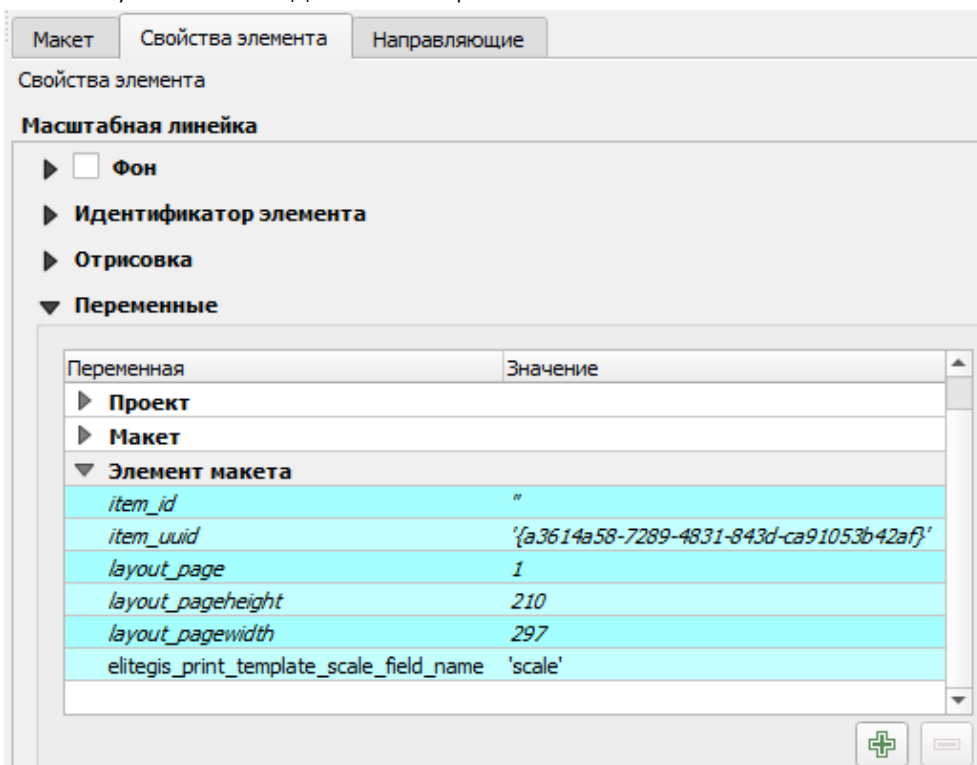 Макет Свойства элемента Направляющие
Свойства элемента
Масштабная линейка
Фон
Идентификатор элемента
Отрисовка
Переменные
Переменная Значение
Проект
Макет
Элемент макета
item_id ''
item_uuid '{a3614a58-7289-4831-843d-ca91053b42af}'
layout_page 1
layout_pageheight 210
layout_pagewidth 297
elitegis_print_template_scale_field_name 'scale'